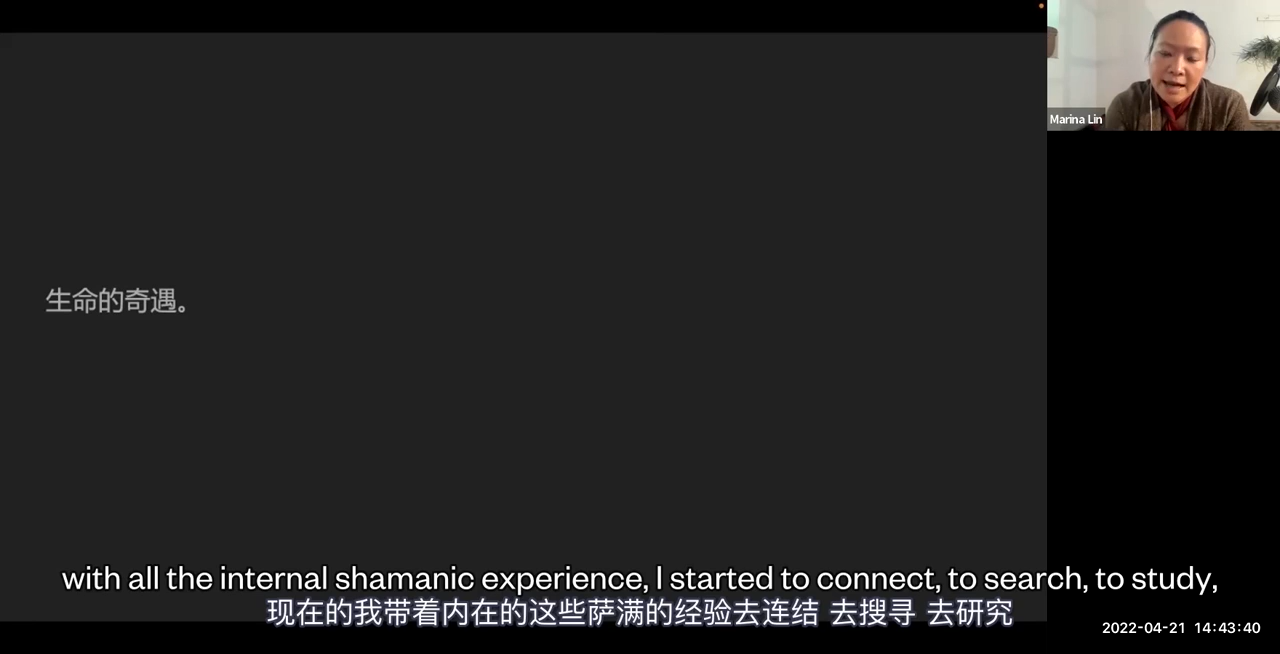 Marina Lin
生命的奇遇。
with all the internal shamanic experience, I started to connect, to search, to study,
现在的我带着内在的这些萨满的经验去连结 去搜寻 去研究
2022-04-21 14:43:40